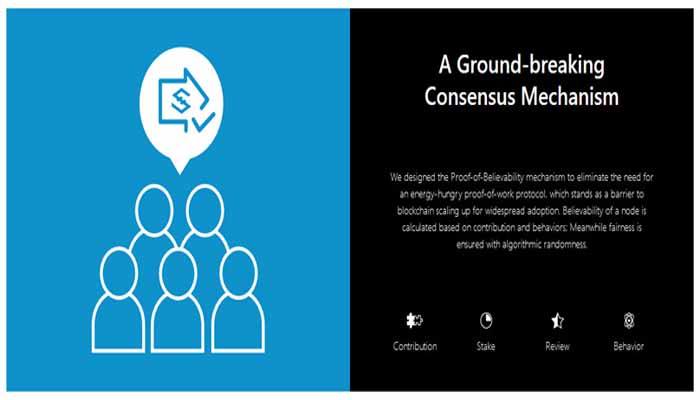 A Ground-breaking
Consensus Mechanism
We designed the Proof-of-Believability mechanism to eliminate the need for
an energy-hungry proof-of-work protocol, which stands as a barrier to
blockchain scaling up for widespread adoption. Believability of a node is
calculated based on contribution and behaviors; Meanwhile fairness is
ensured with algorithmic randomness.
Contribution Stake Review Behavior